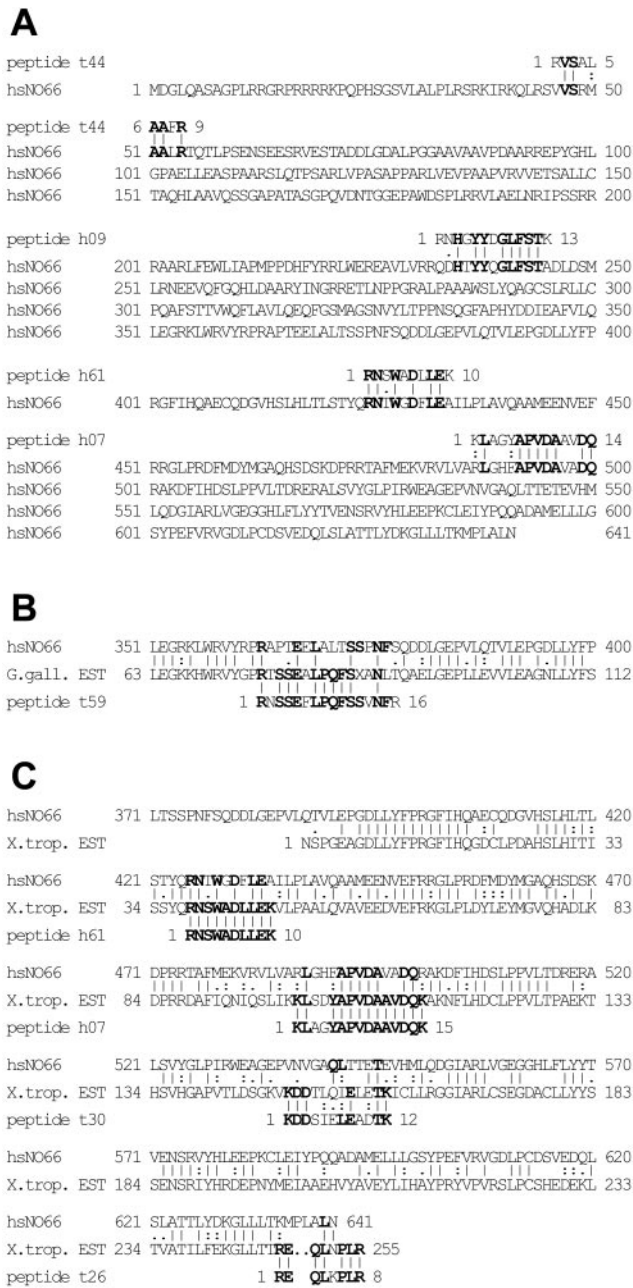 A
peptide t44 1 RVSAL 5
hsNO66 1 MDGLQASAGPLRRGRPRRRRKPQPHSGSVLALPLRSRKIRKQLRSVVSRM 50
peptide t44 6 AAFR 9
hsNO66 51 AALRTQTLPSENSEESRVESTADDLGDALPGGAAVAAVPDAARREPYGHL 100
hsNO66 101 GPAELLEASPAARSLQTPSARLVPASAPPARLVEVPAAPVRVVETSALLC 150
hsNO66 151 TAQHLAAVQSSGAPATASGPQVDNTGGEPAWDSPLRRVLAELNRIPSSRR 200
peptide h09 1 RNHGYYDGLFSTK 13
hsNO66 201 RAARLFEWLIAPMPPDHFYRRLWEREAVLVRRQDHTYYQGLFSTADLDSM 250
hsNO66 251 LRNEEVQFGQHLDAARYINGRRETLNPPGRALPAAAWSLYQAGCSLRLLC 300
hsNO66 301 PQAFSTTVWQFLAVLQEQFGSMAGSNVYLTPPNSQGFAPHYDDIEAFVLQ 350
hsNO66 351 LEGRKLWRVYRPRAPTEELALTSSPNFSQDDLGEPVLQTVLEPGDLLYFP 400
peptide h61 1 RNSWADLLEK 10
hsNO66 401 RGFIHQAECQDGVHSLHLTLSTYQRNTWGDFLEAILPLAVQAAMEENVEF 450
peptide h07 1 KLAGYAPVDAAVDQ 14
hsNO66 451 RRGLPRDFMDYMGAQHSDSKDPRRTAFMEKVRVLVARLGHFAPVDAVADQ 500
hsNO66 501 RAKDFIHDSLPPVLTDRERALSVYGLPIRWEAGEPVNVGAQLTTETEVHM 550
hsNO66 551 LQDGIARLVGEGGHLFLYYTVENSRVYHLEEPKCLEIYPQQADAMELLLG 600
hsNO66 601 SYPEFVRVGDLPCDSVEDQLSLATTLYDKGLLLTKMPLALN 641
B
hsNO66 351 LEGRKLWRVYRPRAPTEELALTSSPNFSQDDLGEPVLQTVLEPGDLLYFP 400
G.gall. EST 63 LEGKKHWRVYGPRTSSEALPQFSXANLTQAELGEPLLEVVLEAGNLLYFS 112
peptide t59 1 RNSSEFLPQFSSVNFR 16
C
hsNO66 371 LTSSPNFSQDDLGEPVLQTVLEPGDLLYFPRGFIHQAECQDGVHSLHLTL 420
X.trop. EST 1 NSPGEAGDLLYFPRGFIHQGDCLPDAHSLHITI 33
hsNO66 421 STYQRNTWGDFLEAILPLAVQAAMEENVEFRRGLPRDFMDYMGAQHSDSK 470
X.trop. EST 34 SSYQRNSWADLLEKVLPAALQVAVEEDVEFRKGLPLDYLEYMGVQHADLK 83
peptide h61 1 RNSWADLLEK 10
hsNO66 471 DPRRTAFMEKVRVLVARLGHFAPVDAVADQRAKDFIHDSLPPVLTDRERA 520
X.trop. EST 84 DPRRDAFIQNIQSLIKKLSDYAPVDAAVDQKAKNFLHDCLPPVLTPAEKT 133
peptide h07 1 KLAGYAPVDAAVDQK 15
hsNO66 521 LSVYGLPIRWEAGEPVNVGAQLTTETEVHMLQDGIARLVGEGGHLFLYYT 570
X.trop. EST 134 HSVHGAPVTLDSGKVKDDTLQIELETKICLLRGGIARLCSEGDACLLYYS 183
peptide t30 1 KDDSIELEADTK 12
hsNO66 571 VENSRVYHLEEPKCLEIYPQQADAMELLLGSYPEFVRVGDLPCDSVEDQL 620
X.trop. EST 184 SENSRIYHRDEPNYMEIAAEHVYAVEYLIHAYPRYVPVRSLPCSHEDEKL 233
hsNO66 621 SLATTLYDKGLLLTKMPLALN 641
X.trop. EST 234 TVATILFEKGLLTTRE..QLNPLR 255
peptide t26 1 RE QLKPLR 8